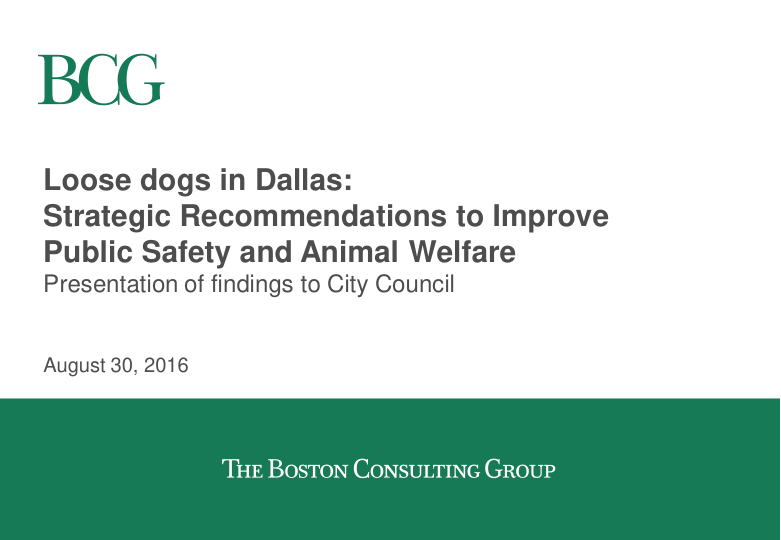 BCG
Loose dogs in Dallas:
Strategic Recommendations to Improve
Public Safety and Animal Welfare
Presentation of findings to City Council
August 30, 2016
The Boston Consulting Group